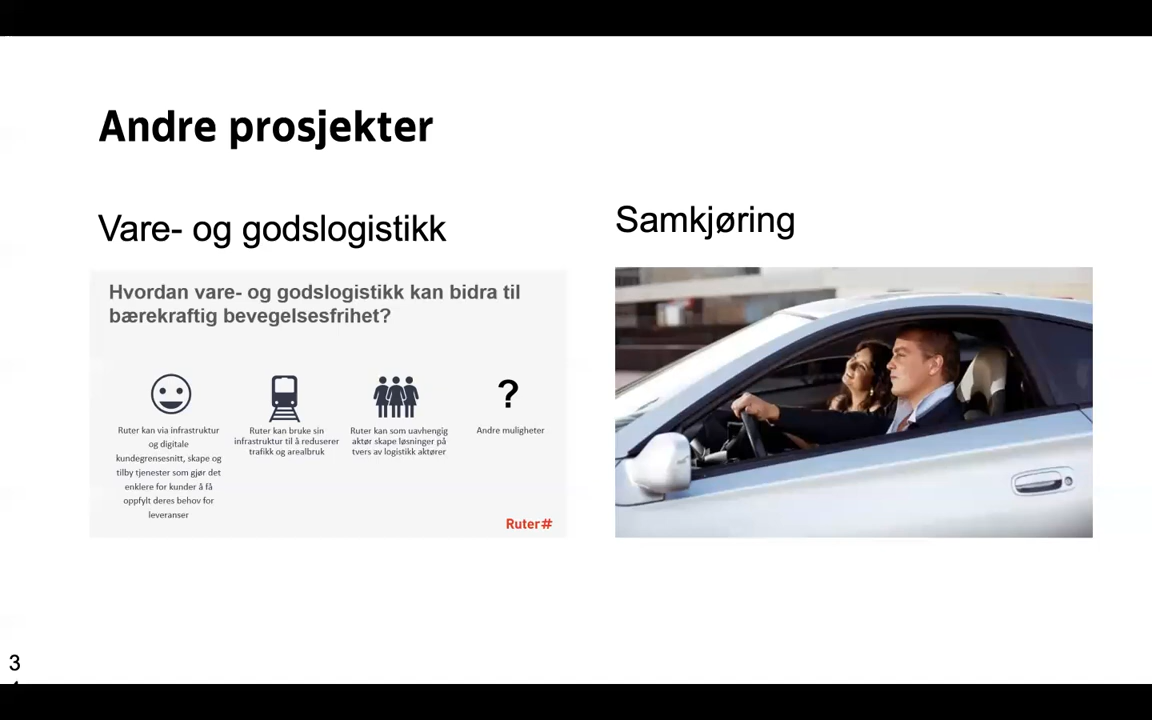 Andre prosjekter
Vare- og godslogistikk
Hvordan vare- og godslogistikk kan bidra til
bærekraftig bevegelsesfrihet?
Ruter kan via infrastruktur
og digitale
kundegrensesnitt, skape og
tilby tjenester som gjør det
enklere for kunder å få
oppfylt deres behov for
leveranser
Ruter kan bruke sin
infrastruktur til å reduserer
trafikk og arealbruk
Ruter kan som uavhengig
aktør skape løsninger på
tvers av logistikk aktører
?
Andre muligheter
Ruter#
Samkjøring
3